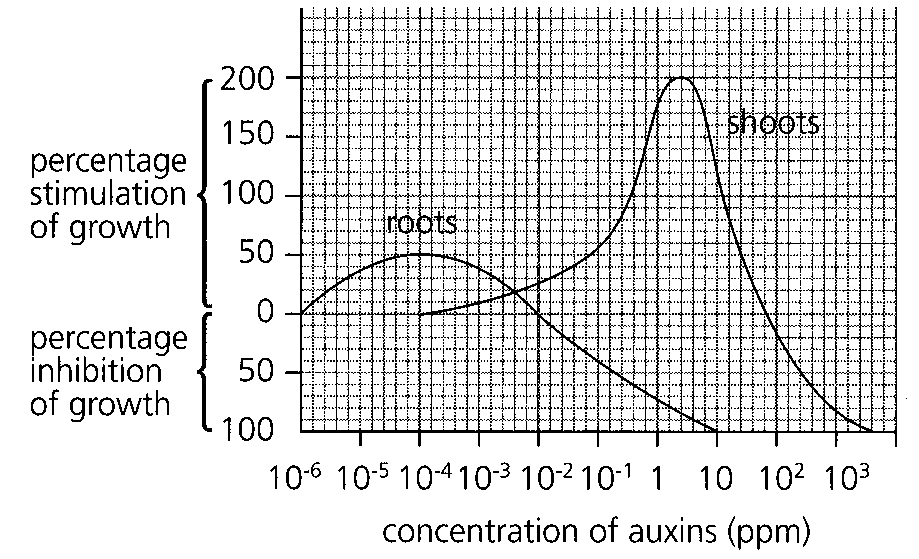 200
150
shoots
percentage
stimulation
of growth
100
roots
50
0
percentage
inhibition
of growth
50
100
10-6 10-5 10-4 10-3 10-2 10-1 1 10 102 103
concentration of auxins (ppm)